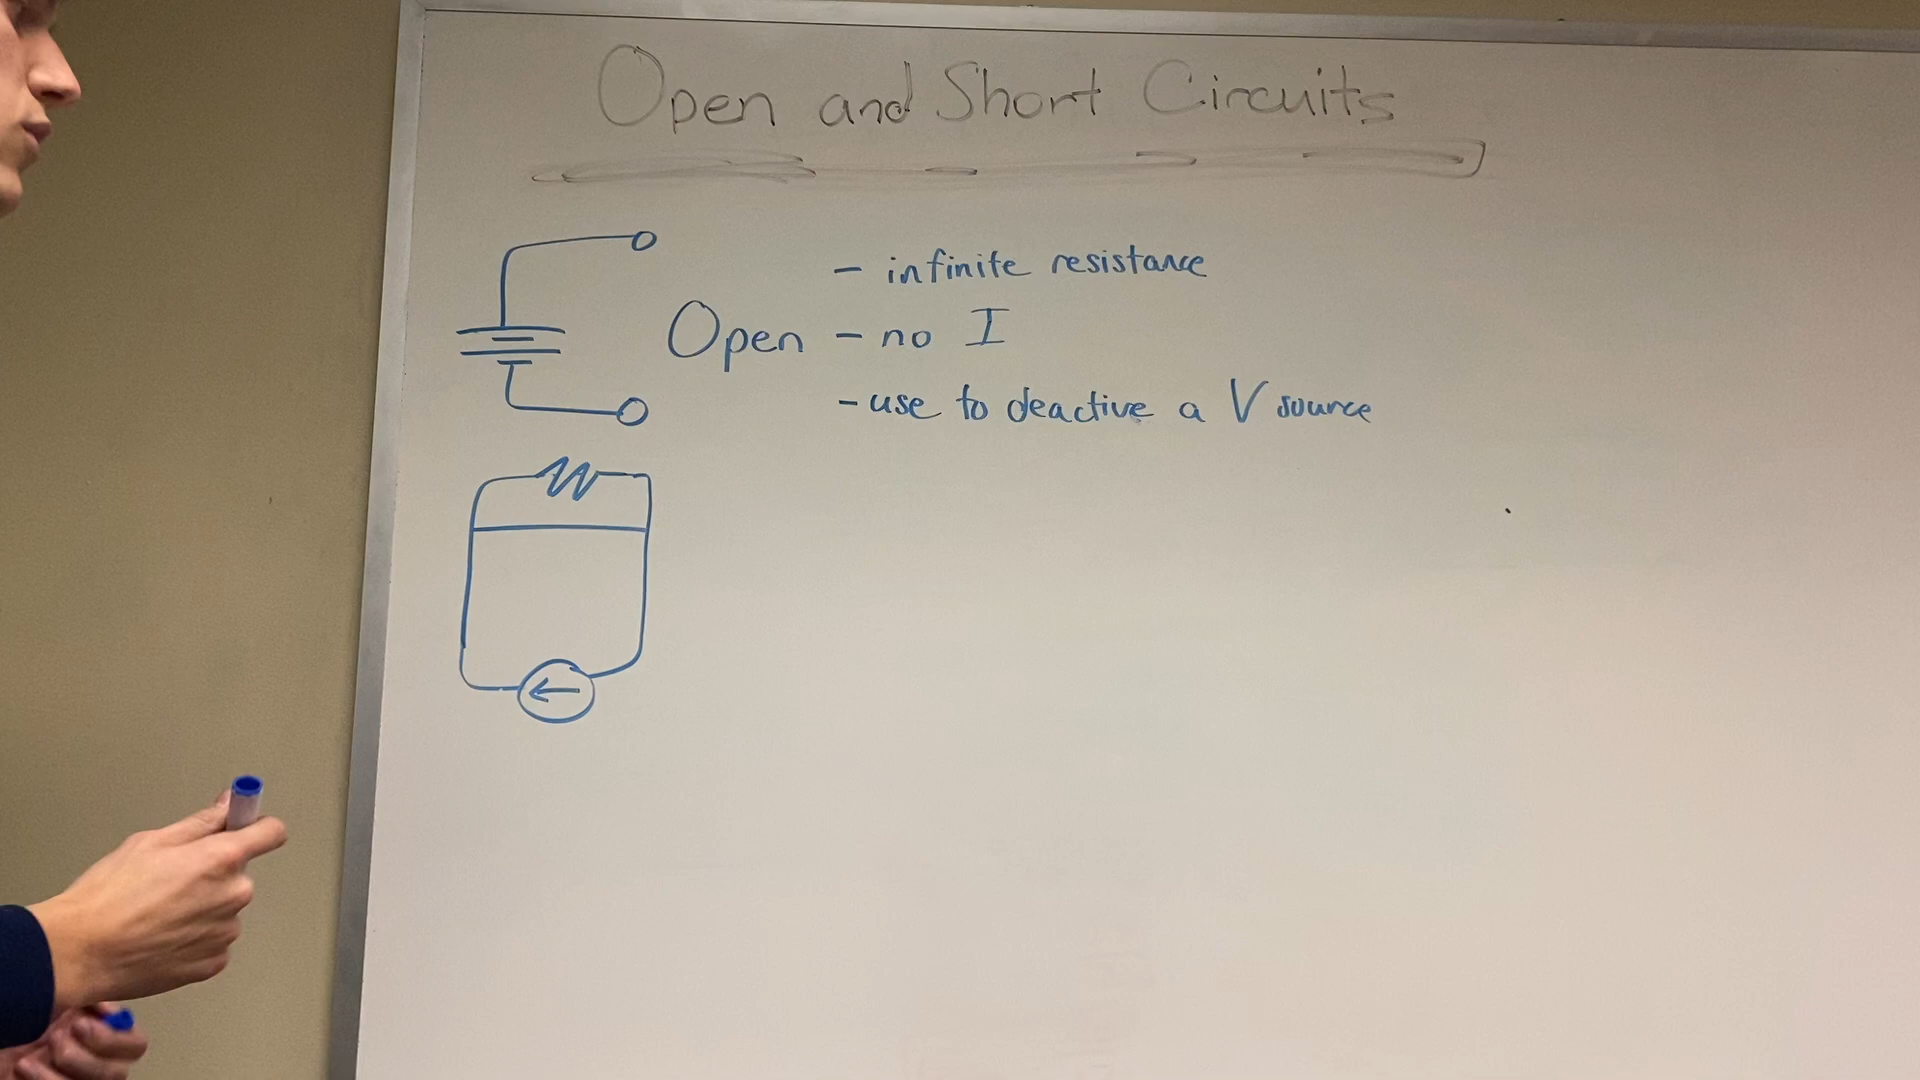 Open and Short Circuits
- infinite resistance
Open - no I
- use to deactive a V source